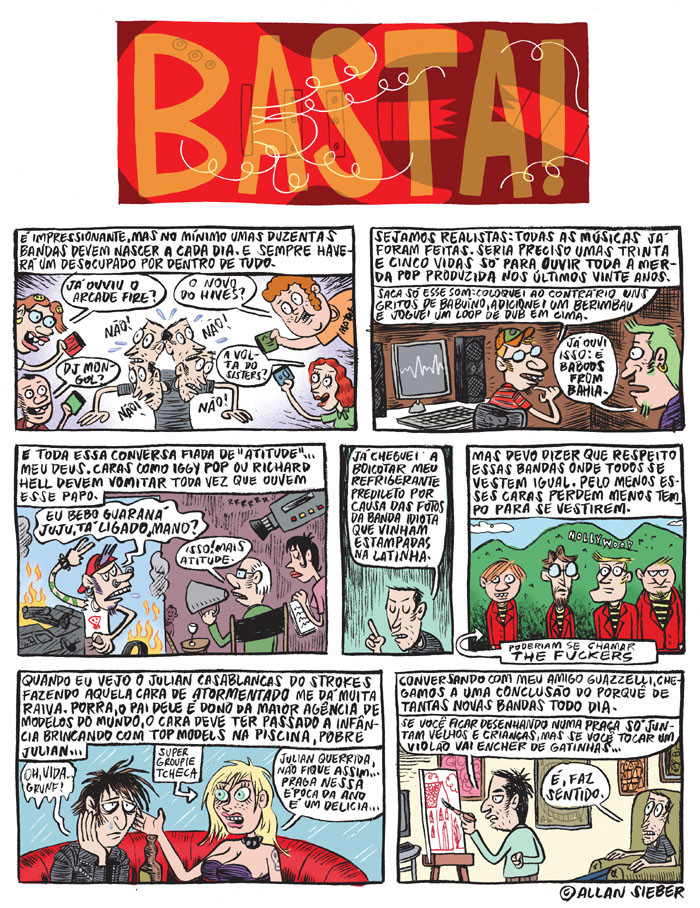 BASTA!
É IMPRESSIONANTE, MAS NO MÍNIMO UMAS DUZENTAS
BANDAS DEVEM NASCER A CADA DIA. E SEMPRE HAVE-
RÁ UM DESOCUPADO POR DENTRO DE TUDO.
JÁ OUVIU O
ARCADE FIRE?
O NOVO
DO HIVES?
NÃO!
NÃO!
DJ MON-
GOL?
A VOL-
TA DO
SISTERS?
NÃO!
NÃO!
SEJAMOS REALISTAS: TODAS AS MÚSICAS JÁ
FORAM FEITAS. SERIA PRECISO UMAS TRINTA
E CINCO VIDAS SÓ PARA OUVIR TODA A MER-
DA POP PRODUZIDA NOS ÚLTIMOS VINTE ANOS.
SACA SÓ ESSE SOM: COLOQUEI AO CONTRÁRIO UNS
GRITOS DE BABUÍNO, ADICIONEI UM BERIMBAU
E JOGUEI UM LOOP DE DUB EM CIMA.
JÁ OUVI
ISSO: É
BABOOS
FROM
BAHIA.
E TODA ESSA CONVERSA FIADA DE "ATITUDE"...
MEU DEUS. CARAS COMO IGGY POP OU RICHARD
HELL DEVEM VOMITAR TODA VEZ QUE OUVEM
ESSE PAPO.
EU BEBO GUARANÁ
JUJU, TÁ LIGADO, MANO?
RRRRRRR
ISSO! MAIS
ATITUDE.
JÁ CHEGUEI A
BOICOTAR MEU
REFRIGERANTE
PREDILETO POR
CAUSA DAS FOTOS
DA BANDA IDIOTA
QUE VINHAM
ESTAMPADAS
NA LATINHA.
MAS DEVO DIZER QUE RESPEITO
ESSAS BANDAS ONDE TODOS SE
VESTEM IGUAL. PELO MENOS ES-
SES CARAS PERDEM MENOS TEM
PO PARA SE VESTIREM.
HOLLYWOOD
PODERIAM SE CHAMAR
THE FUCKERS
QUANDO EU VEJO O JULIAN CASABLANCAS DO STROKES
FAZENDO AQUELA CARA DE ATORMENTADO ME DÁ MUITA
RAIVA. PORRA, O PAI DELE É DONO DA MAIOR AGÊNCIA DE
MODELOS DO MUNDO, O CARA DEVE TER PASSADO A INFÂN-
CIA BRINCANDO COM TOP MODELS NA PISCINA, POBRE
JULIAN...
OH, VIDA..
GRUNF!
SUPER
GROUPIE
TCHECA
JULIAN QUERRIDA,
NÃO FIQUE ASSIM...
PRAGA NESSA
ÉPOCA DA ANO
É UM DELICIA...
CONVERSANDO COM MEU AMIGO GUAZZELLI, CHE-
GAMOS A UMA CONCLUSÃO DO PORQUÊ DE
TANTAS NOVAS BANDAS TODO DIA.
SE VOCÊ FICAR DESENHANDO NUMA PRAÇA SÓ JUN-
TAM VELHOS E CRIANÇAS, MAS SE VOCÊ TOCAR UM
VIOLÃO VAI ENCHER DE GATINHAS...
É, FAZ
SENTIDO.
© ALLAN SIEBER